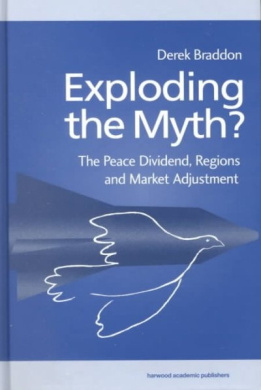 Derek Braddon
Exploding
the Myth?
The Peace Dividend, Regions
and Market Adjustment
harwood academic publishers